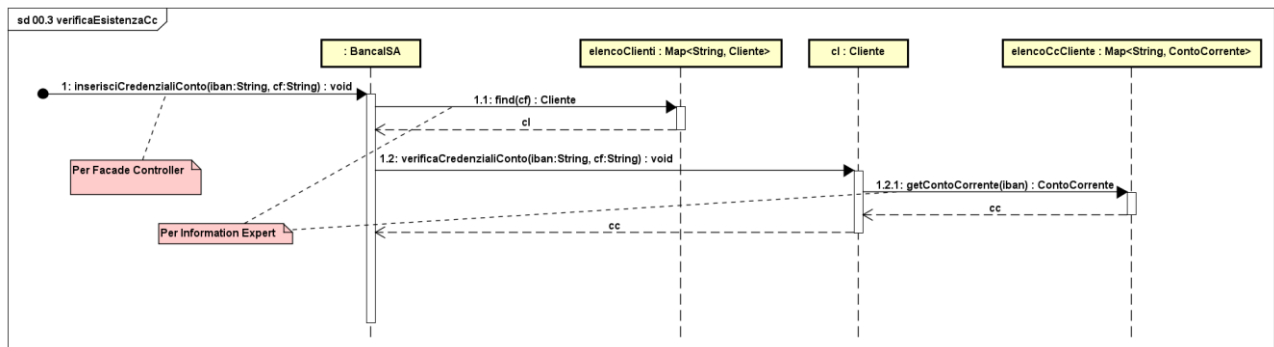 sd 00.3 verificaEsistenzaCc
: BancaISA
elencoClienti : Map<String, Cliente>
cl : Cliente
elencoCcCliente : Map<String, ContoCorrente>
1: inserisciCredenzialiConto(iban:String, cf:String) : void
1.1: find(cf) : Cliente
cl
1.2: verificaCredenzialiConto(iban:String, cf:String) : void
Per Facade Controller
1.2.1: getContoCorrente(iban) : ContoCorrente
cc
Per Information Expert
cc